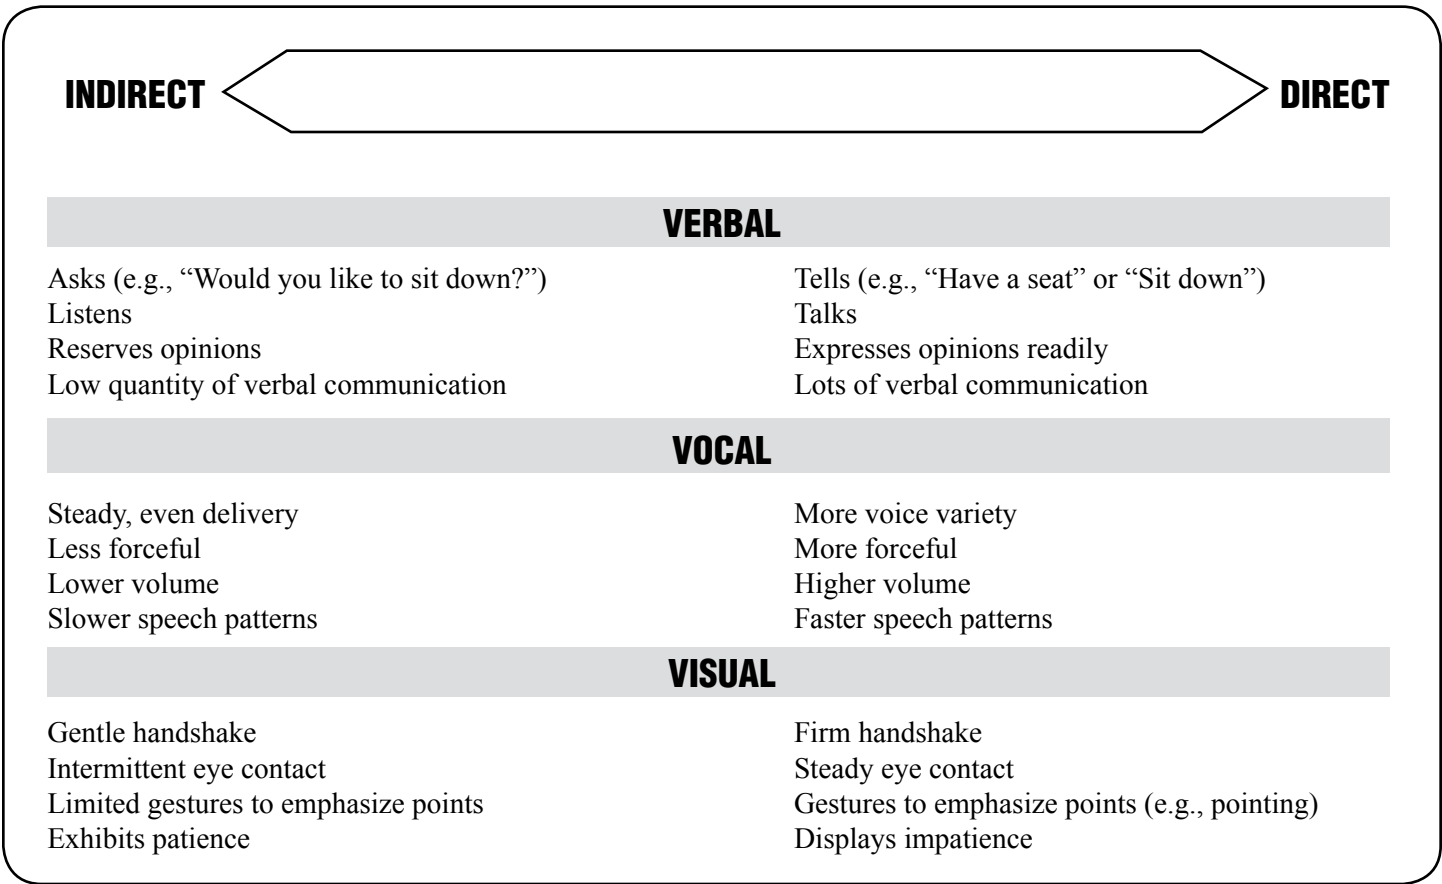 INDIRECT DIRECT
VERBAL
Asks (e.g., “Would you like to sit down?”) Tells (e.g., “Have a seat” or “Sit down”)
Listens Talks
Reserves opinions Expresses opinions readily
Low quantity of verbal communication Lots of verbal communication
VOCAL
Steady, even delivery More voice variety
Less forceful More forceful
Lower volume Higher volume
Slower speech patterns Faster speech patterns
VISUAL
Gentle handshake Firm handshake
Intermittent eye contact Steady eye contact
Limited gestures to emphasize points Gestures to emphasize points (e.g., pointing)
Exhibits patience Displays impatience